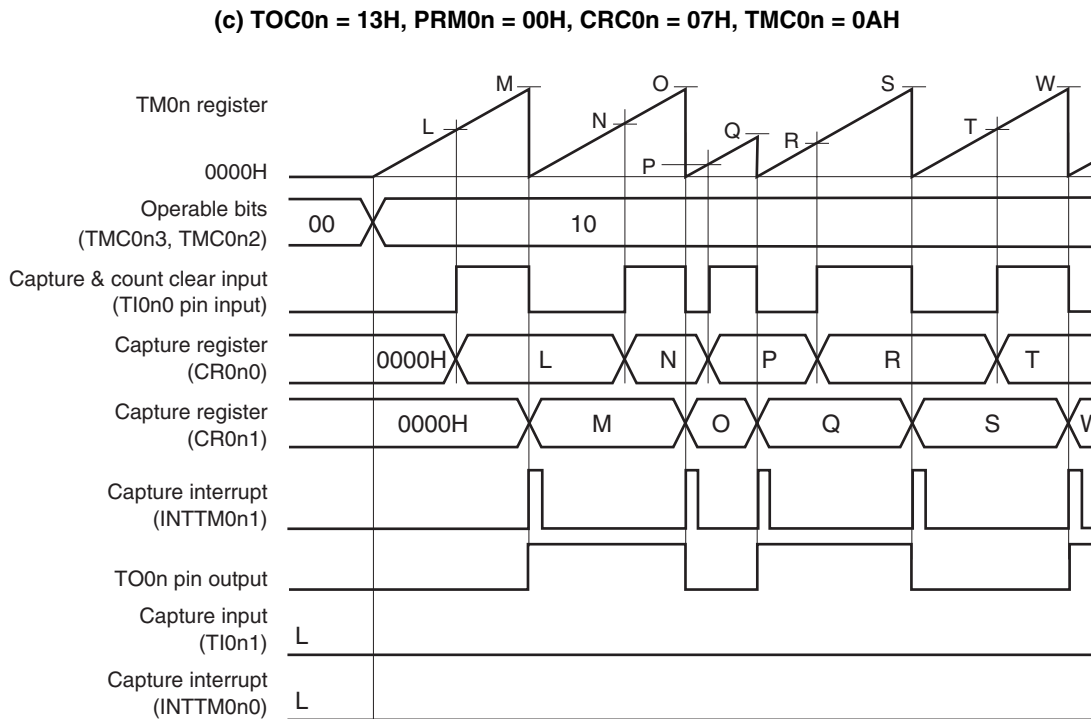 (c) TOC0n = 13H, PRM0n = 00H, CRC0n = 07H, TMC0n = 0AH
TM0n register
0000H
L
M
N
O
P
Q
R
S
T
W
Operable bits
(TMC0n3, TMC0n2)
00
10
Capture & count clear input
(TI0n0 pin input)
Capture register
(CR0n0)
0000H
L
N
P
R
T
Capture register
(CR0n1)
0000H
M
O
Q
S
W
Capture interrupt
(INTTM0n1)
TO0n pin output
Capture input
(TI0n1)
L
Capture interrupt
(INTTM0n0)
L